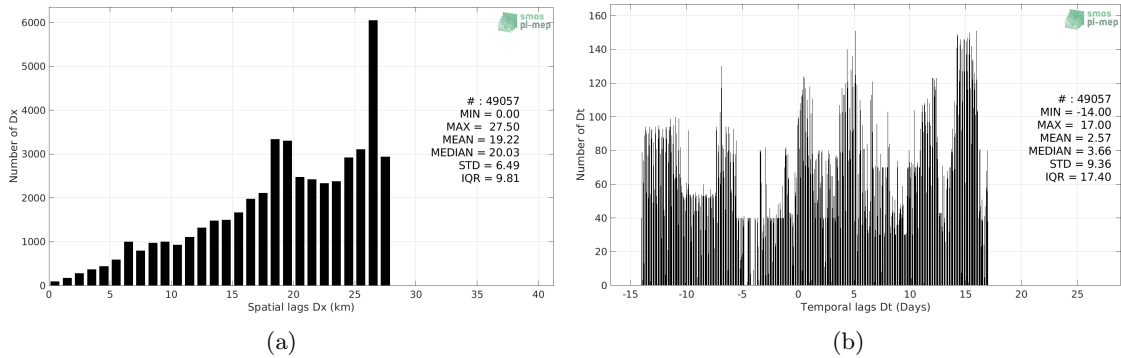 smos
pi-mep
6000
5000
4000
3000
2000
1000
0
Number of Dx
# : 49057
MIN = 0.00
MAX = 27.50
MEAN = 19.22
MEDIAN = 20.03
STD = 6.49
IQR = 9.81
0 5 10 15 20 25 30 35 40
Spatial lags Dx (km)
(a)
smos
pi-mep
160
140
120
100
80
60
40
20
0
Number of Dt
# : 49057
MIN = -14.00
MAX = 17.00
MEAN = 2.57
MEDIAN = 3.66
STD = 9.36
IQR = 17.40
-15 -10 -5 0 5 10 15 20 25
Temporal lags Dt (Days)
(b)